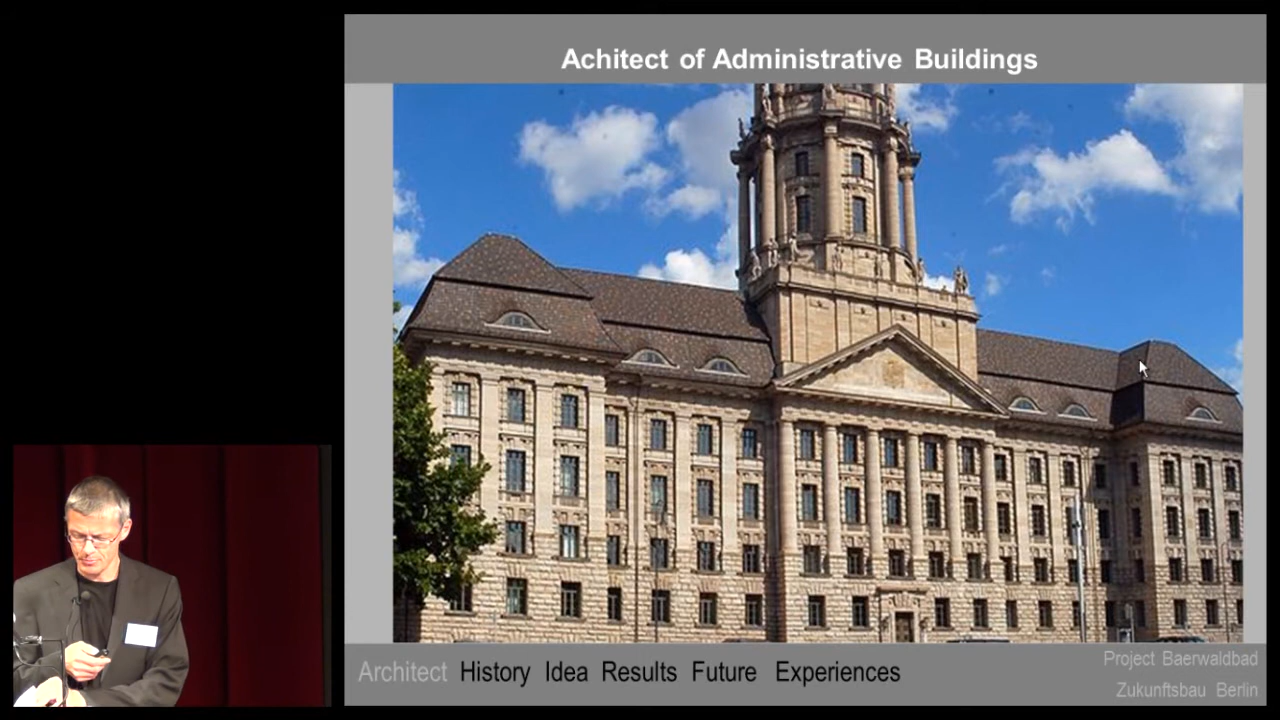 Achitect of Administrative Buildings
Architect History Idea Results Future Experiences
Project Baerwaldbad
Zukunftsbau Berlin